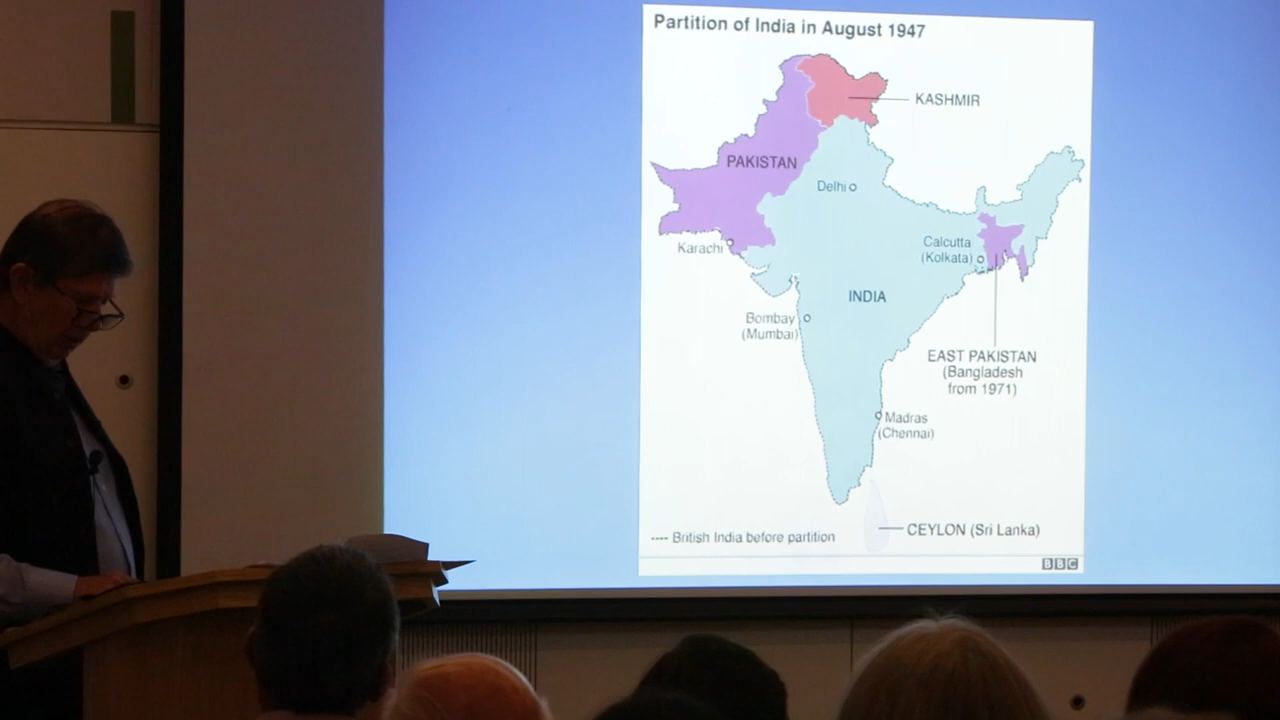 Partition of India in August 1947
KASHMIR
PAKISTAN
Delhi
Karachi
Calcutta
(Kolkata)
INDIA
Bombay
(Mumbai)
EAST PAKISTAN
(Bangladesh
from 1971)
Madras
(Chennai)
CEYLON (Sri Lanka)
---- British India before partition
BBC